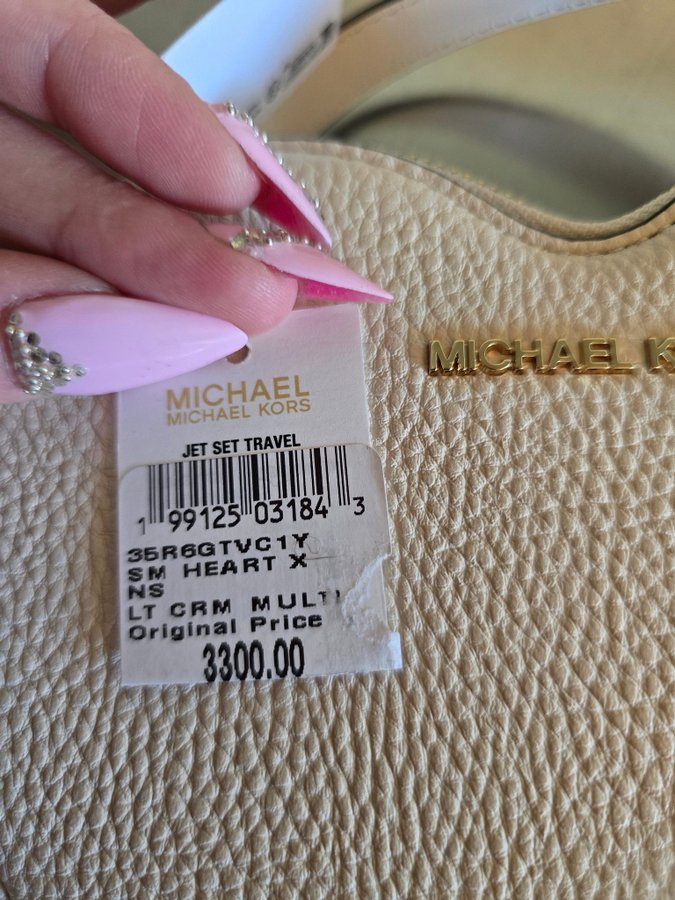 MICHAEL
MICHAEL KORS
JET SET TRAVEL
1 99125 03184 3
35R6GTVC1Y
SM HEART X
NS
LT CRM MULTI
Original Price
3300.00
MICHAEL K